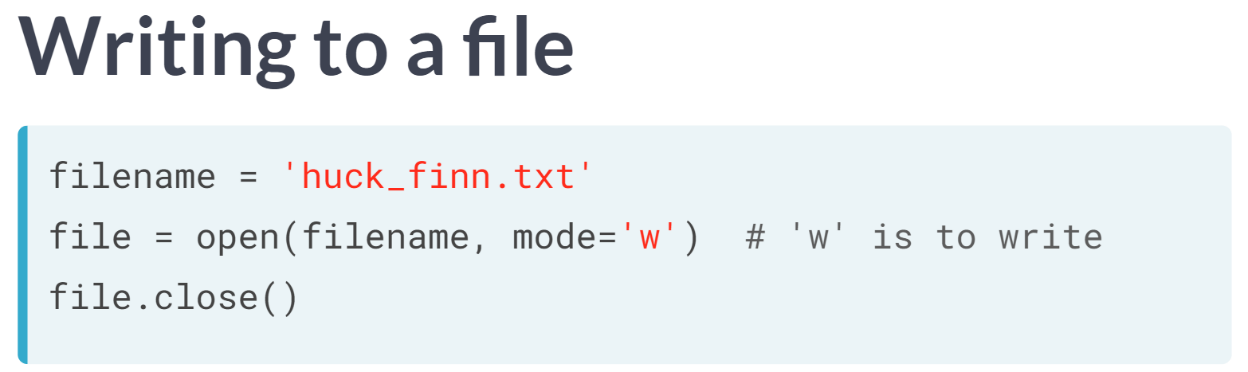 Writing to a file
filename = 'huck_finn.txt'
file = open(filename, mode='w')  # 'w' is to write
file.close()